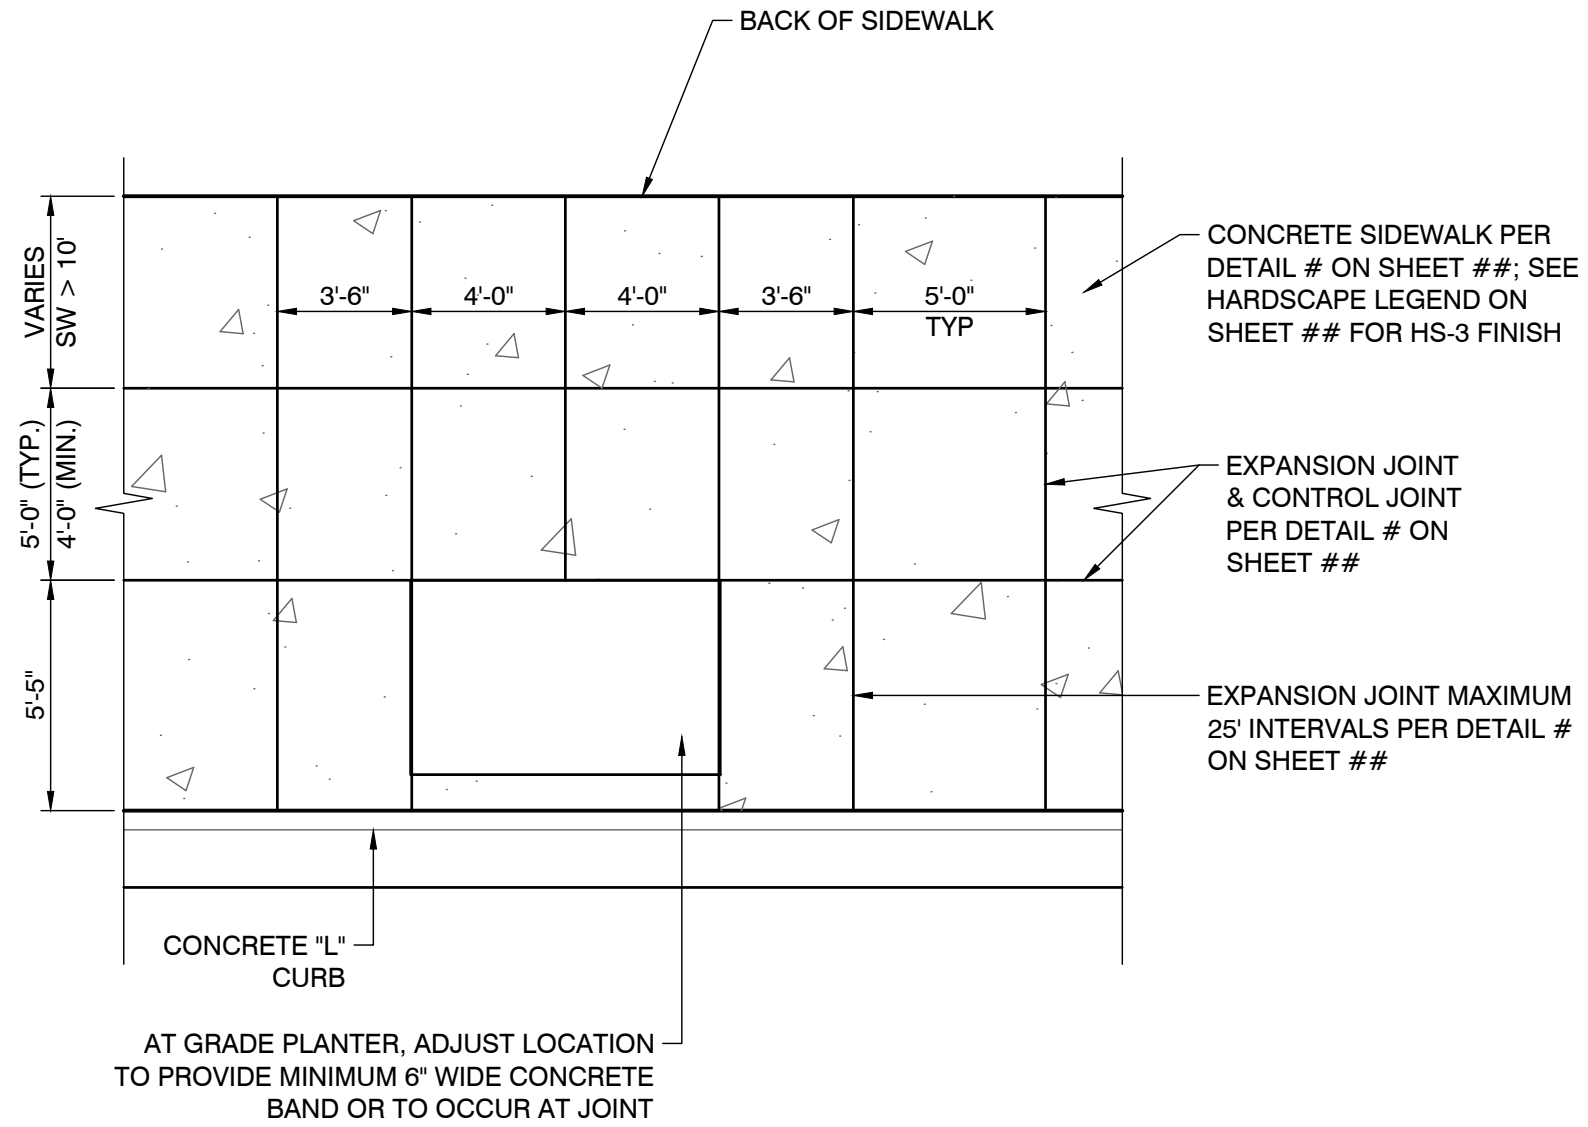 BACK OF SIDEWALK
VARIES
SW > 10'
3'-6"
4'-0"
4'-0"
3'-6"
5'-0"
TYP
CONCRETE SIDEWALK PER
DETAIL # ON SHEET ##; SEE
HARDSCAPE LEGEND ON
SHEET ## FOR HS-3 FINISH
5'-0" (TYP.)
4'-0" (MIN.)
EXPANSION JOINT
& CONTROL JOINT
PER DETAIL # ON
SHEET ##
5'-5"
EXPANSION JOINT MAXIMUM
25' INTERVALS PER DETAIL #
ON SHEET ##
CONCRETE "L"
CURB
AT GRADE PLANTER, ADJUST LOCATION
TO PROVIDE MINIMUM 6" WIDE CONCRETE
BAND OR TO OCCUR AT JOINT